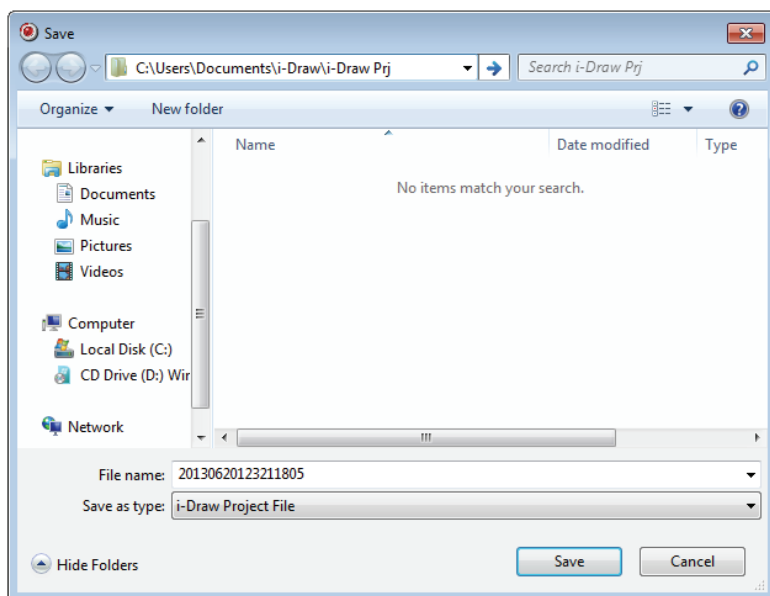 Save
C:\Users\Documents\i-Draw\i-Draw Prj
Search i-Draw Prj
Organize
New folder
Name
Date modified
Type
No items match your search.
Libraries
Documents
Music
Pictures
Videos
Computer
Local Disk (C:)
CD Drive (D:) Wir
Network
File name: 20130620123211805
Save as type: i-Draw Project File
Hide Folders
Save
Cancel